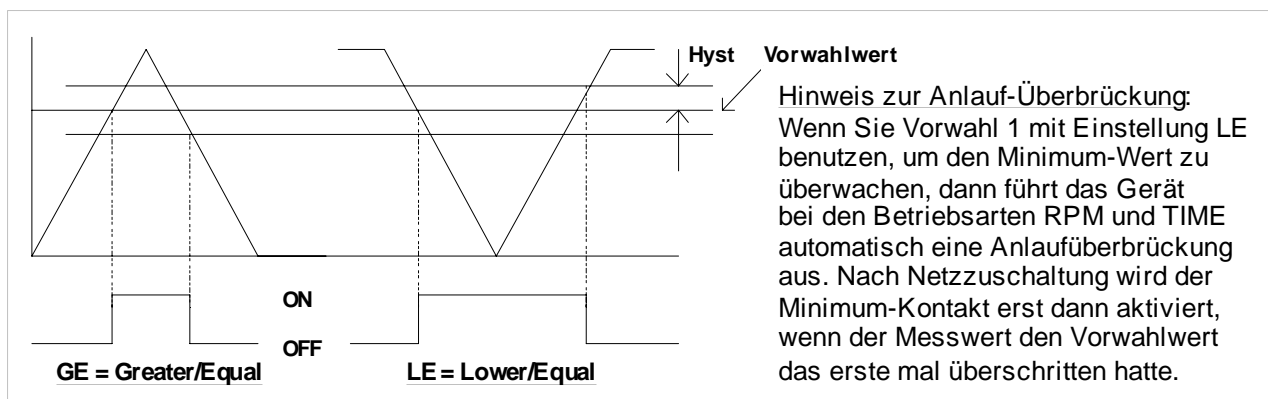 Hyst
Vorwahlwert
ON
OFF
GE = Greater/Equal
LE = Lower/Equal
Hinweis zur Anlauf-Überbrückung:
Wenn Sie Vorwahl 1 mit Einstellung LE
benutzen, um den Minimum-Wert zu
überwachen, dann führt das Gerät
bei den Betriebsarten RPM und TIME
automatisch eine Anlaufüberbrückung
aus. Nach Netzzuschaltung wird der
Minimum-Kontakt erst dann aktiviert,
wenn der Messwert den Vorwahlwert
das erste mal überschritten hatte.